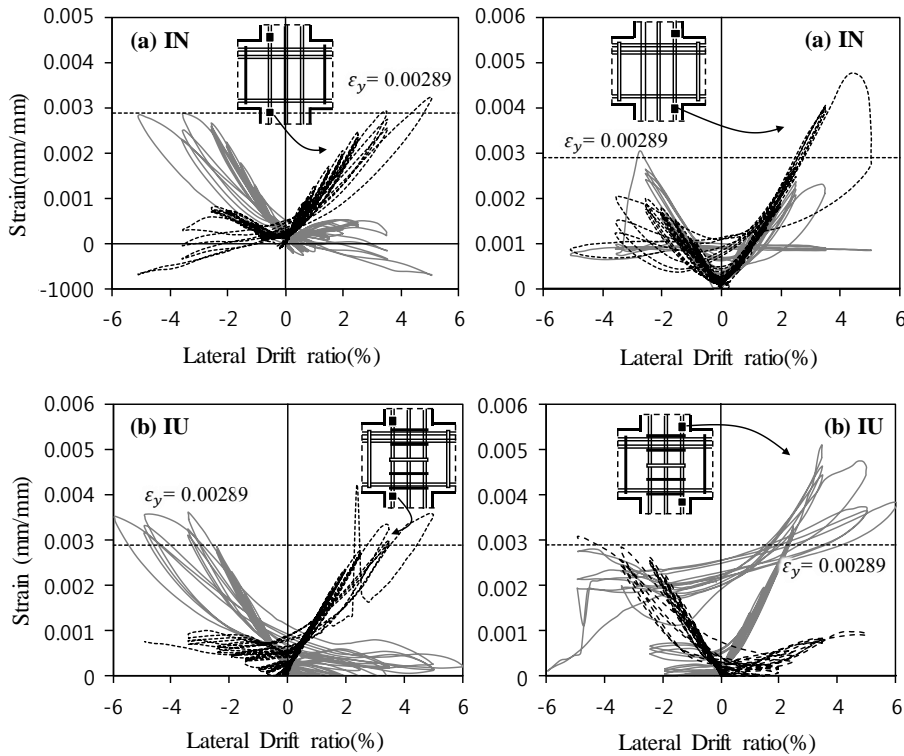 0.005
0.004
0.003
0.002
0.001
0
-1000
Strain(mm/mm)
(a) IN
εy= 0.00289
-6 -4 -2 0 2 4 6
Lateral Drift ratio(%)
0.006
0.005
0.004
0.003
0.002
0.001
0
(a) IN
εy= 0.00289
-6 -4 -2 0 2 4 6
Lateral Drift ratio(%)
0.006
0.005
0.004
0.003
0.002
0.001
0
Strain (mm/mm)
(b) IU
εy= 0.00289
-6 -4 -2 0 2 4 6
Lateral Drift ratio(%)
0.006
0.005
0.004
0.003
0.002
0.001
0
(b) IU
εy= 0.00289
-6 -4 -2 0 2 4 6
Lateral Drift ratio(%)